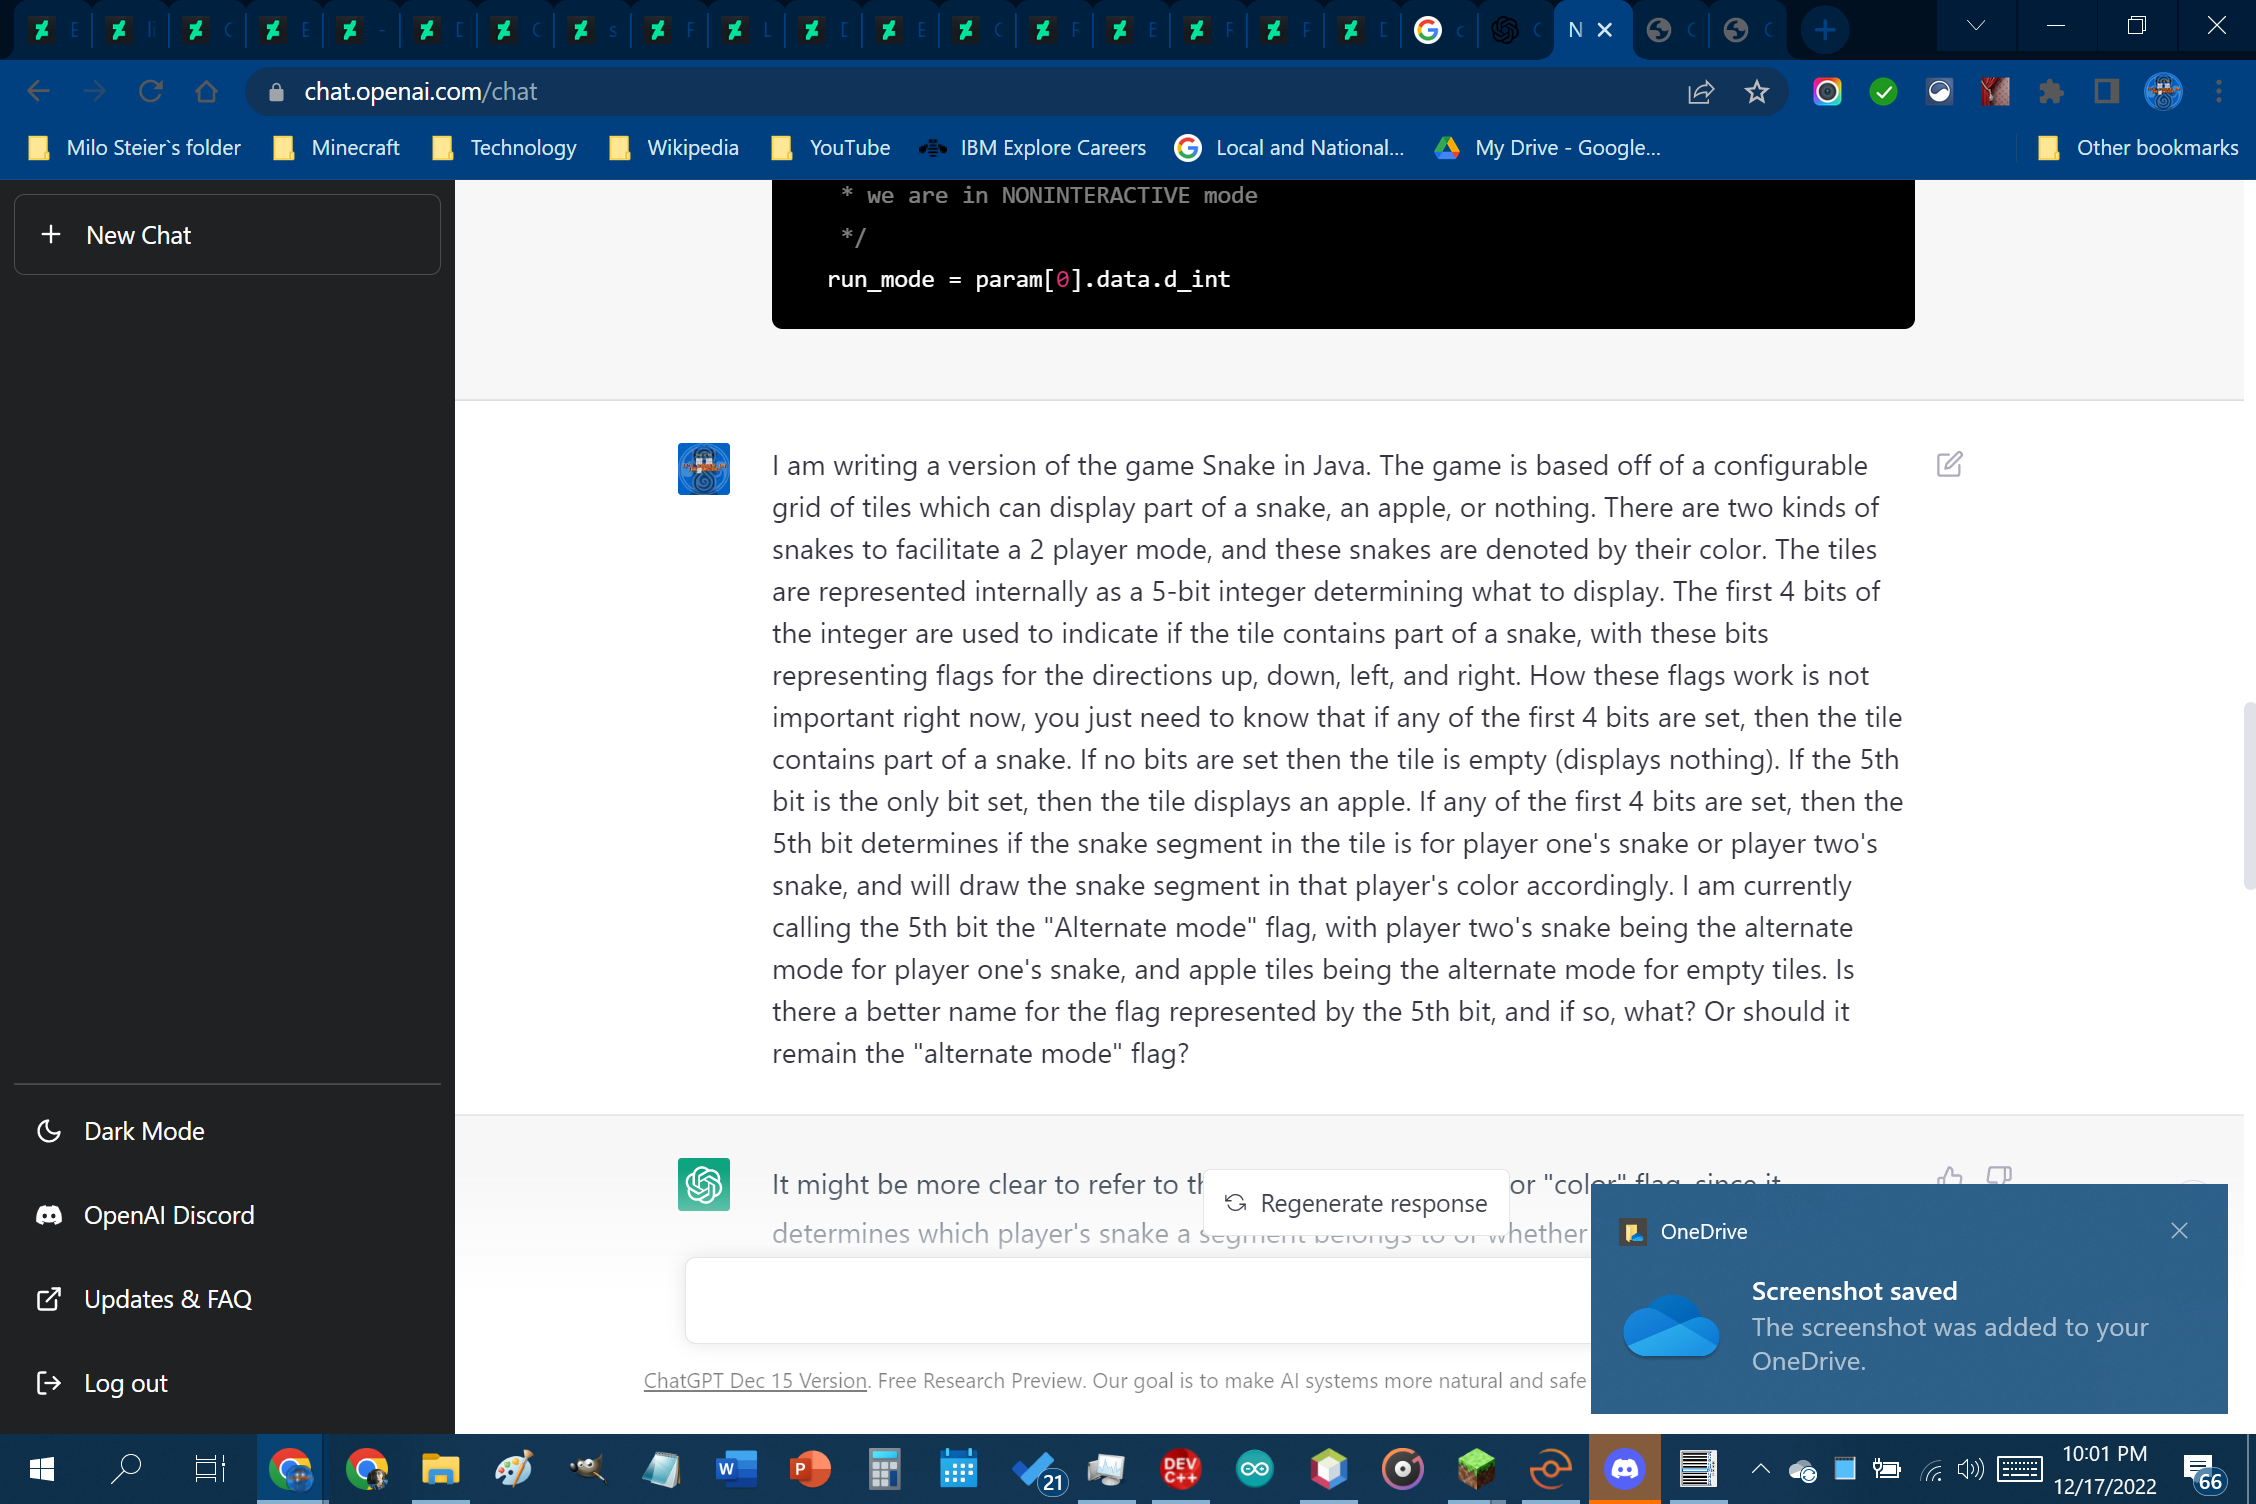 chat.openai.com/chat
Milo Steier`s folder
Minecraft
Technology
Wikipedia
YouTube
IBM Explore Careers
Local and National...
My Drive - Google...
Other bookmarks
New Chat
* we are in NONINTERACTIVE mode
*/
run_mode = param[0].data.d_int
I am writing a version of the game Snake in Java. The game is based off of a configurable
grid of tiles which can display part of a snake, an apple, or nothing. There are two kinds of
snakes to facilitate a 2 player mode, and these snakes are denoted by their color. The tiles
are represented internally as a 5-bit integer determining what to display. The first 4 bits of
the integer are used to indicate if the tile contains part of a snake, with these bits
representing flags for the directions up, down, left, and right. How these flags work is not
important right now, you just need to know that if any of the first 4 bits are set, then the tile
contains part of a snake. If no bits are set then the tile is empty (displays nothing). If the 5th
bit is the only bit set, then the tile displays an apple. If any of the first 4 bits are set, then the
5th bit determines if the snake segment in the tile is for player one's snake or player two's
snake, and will draw the snake segment in that player's color accordingly. I am currently
calling the 5th bit the "Alternate mode" flag, with player two's snake being the alternate
mode for player one's snake, and apple tiles being the alternate mode for empty tiles. Is
there a better name for the flag represented by the 5th bit, and if so, what? Or should it
remain the "alternate mode" flag?
It might be more clear to refer to or "color" flag, since it
Regenerate response
determines which player's snake a segment belongs to or whether
Dark Mode
OpenAI Discord
Updates & FAQ
Log out
ChatGPT Dec 15 Version. Free Research Preview. Our goal is to make AI systems more natural and safe
OneDrive
Screenshot saved
The screenshot was added to your
OneDrive.
W
P
21
DEV
C++
10:01 PM
12/17/2022
66